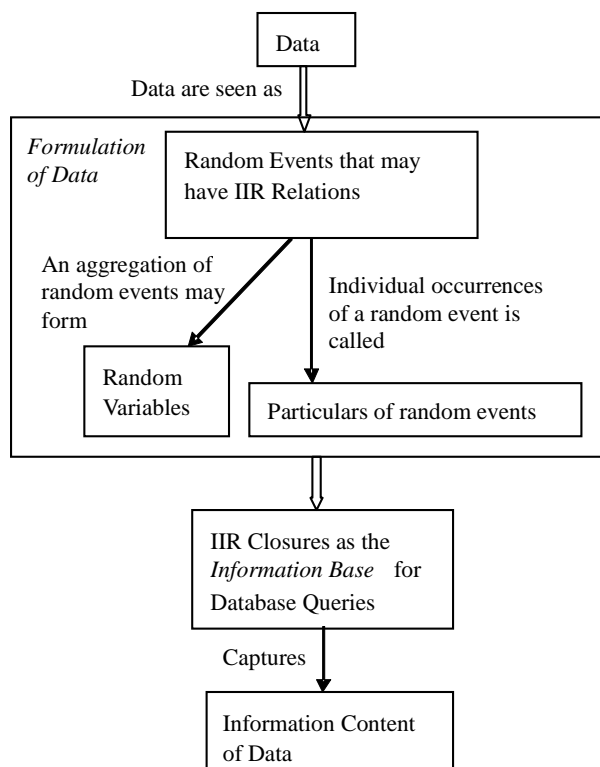 Data
Data are seen as
Formulation
of Data
Random Events that may
have IIR Relations
An aggregation of
random events may
form
Individual occurrences
of a random event is
called
Random
Variables
Particulars of random events
IIR Closures as the
Information Base for
Database Queries
Captures
Information Content
of Data